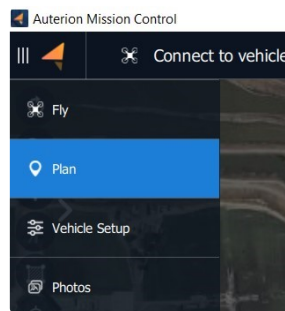 Auterion Mission Control
Connect to vehicle
Fly
Plan
Vehicle Setup
Photos